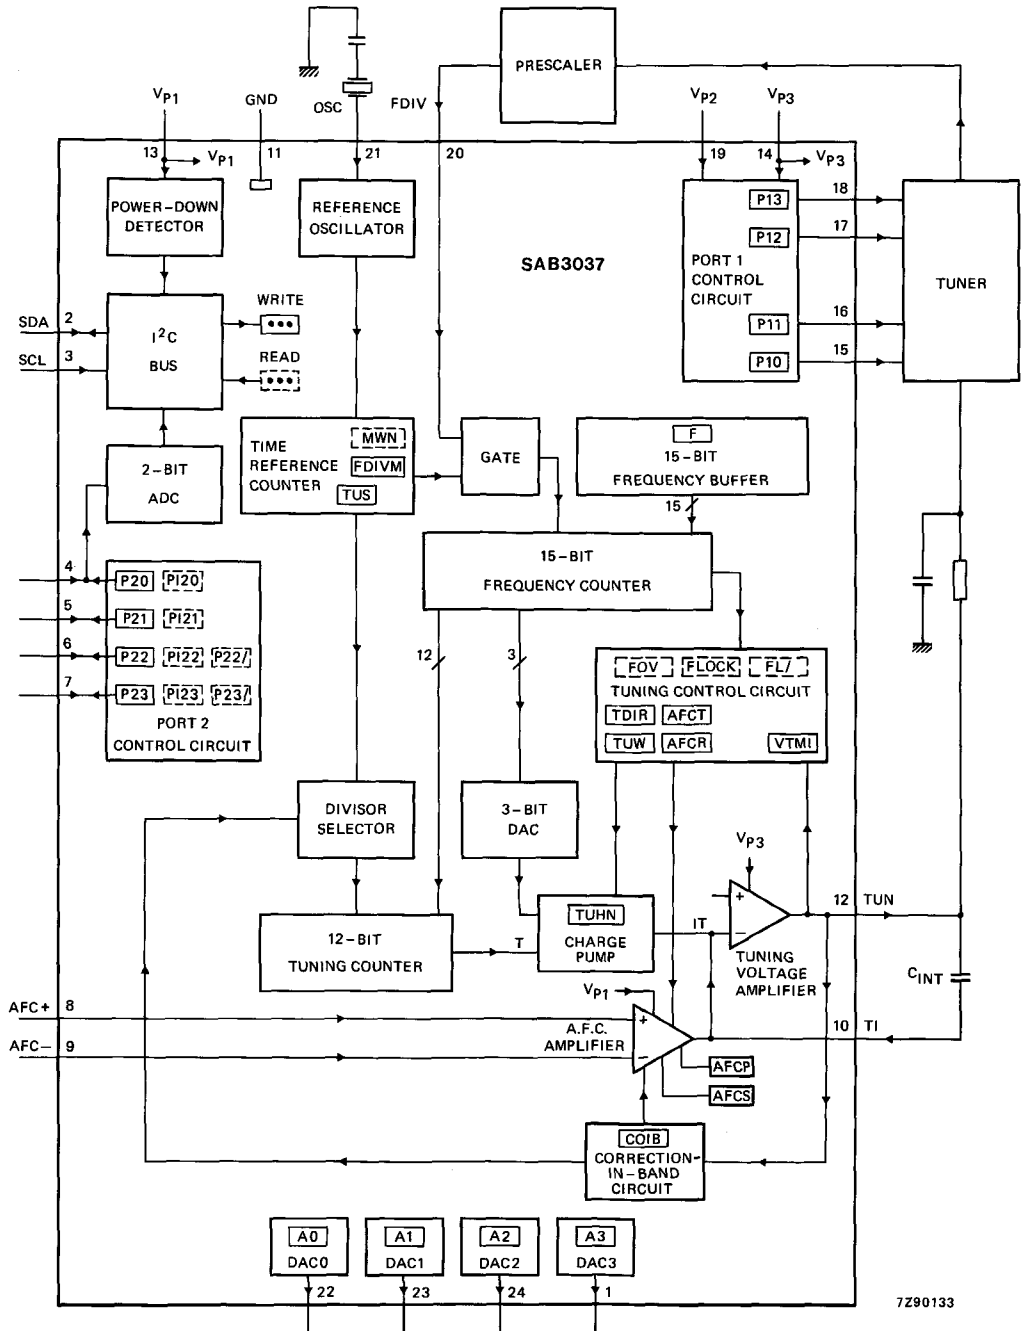 PRESCALER
VP1
GND
OSC
FDIV
VP2
VP3
13
VP1
11
21
20
19
14
VP3
POWER-DOWN
DETECTOR
REFERENCE
OSCILLATOR
SAB3037
PORT 1
CONTROL
CIRCUIT
P13
P12
P11
P10
18
17
16
15
TUNER
SDA
2
SCL
3
I²C
BUS
WRITE
READ
2-BIT
ADC
TIME
REFERENCE
COUNTER
MWN
FDIVM
TUS
GATE
F
15-BIT
FREQUENCY BUFFER
15
15-BIT
FREQUENCY COUNTER
4
5
6
7
P20 PI20
P21 PI21
P22 PI22 P22/
P23 PI23 P23/
PORT 2
CONTROL CIRCUIT
12
3
FOV FLOCK FL/
TUNING CONTROL CIRCUIT
TDIR AFCT
TUW AFCR VTMI
DIVISOR
SELECTOR
3-BIT
DAC
VP3
12-BIT
TUNING COUNTER
T
TUHN
CHARGE
PUMP
IT
+
−
TUNING
VOLTAGE
AMPLIFIER
12 TUN
CINT
VP1
AFC+ 8
AFC− 9
A.F.C.
AMPLIFIER
+
−
10 TI
AFCP
AFCS
COIB
CORRECTION-
IN-BAND
CIRCUIT
A0
DAC0
A1
DAC1
A2
DAC2
A3
DAC3
22
23
24
1
7Z90133